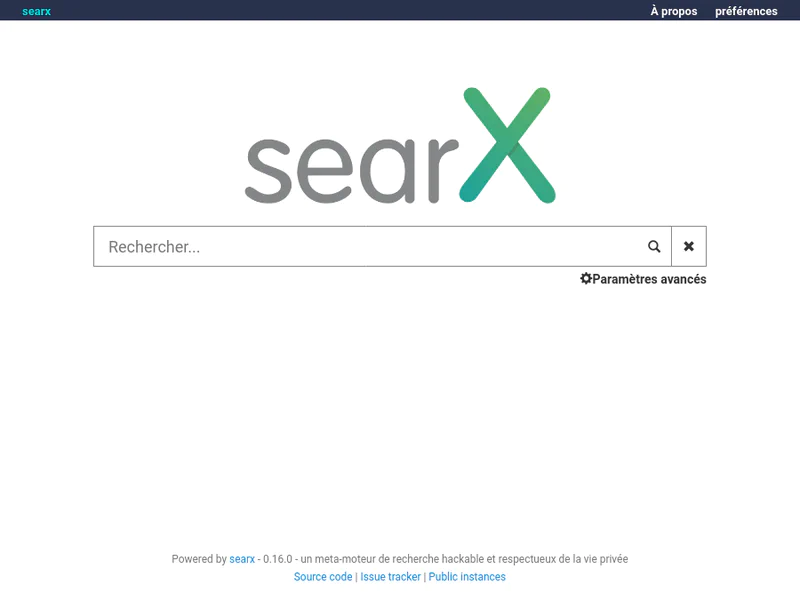 searx À propos préférences
searX
Rechercher...
Paramètres avancés
Powered by searx - 0.16.0 - un meta-moteur de recherche hackable et respectueux de la vie privée
Source code | Issue tracker | Public instances